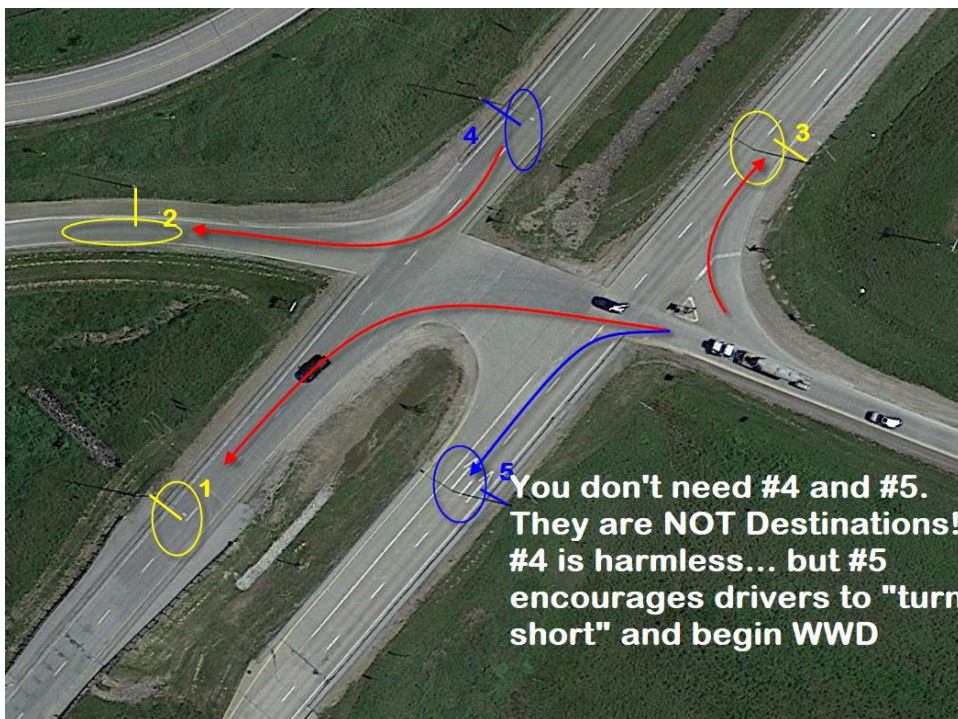 4
3
2
1
5
You don't need #4 and #5.
They are NOT Destinations!
#4 is harmless... but #5
encourages drivers to "turn
short" and begin WWD